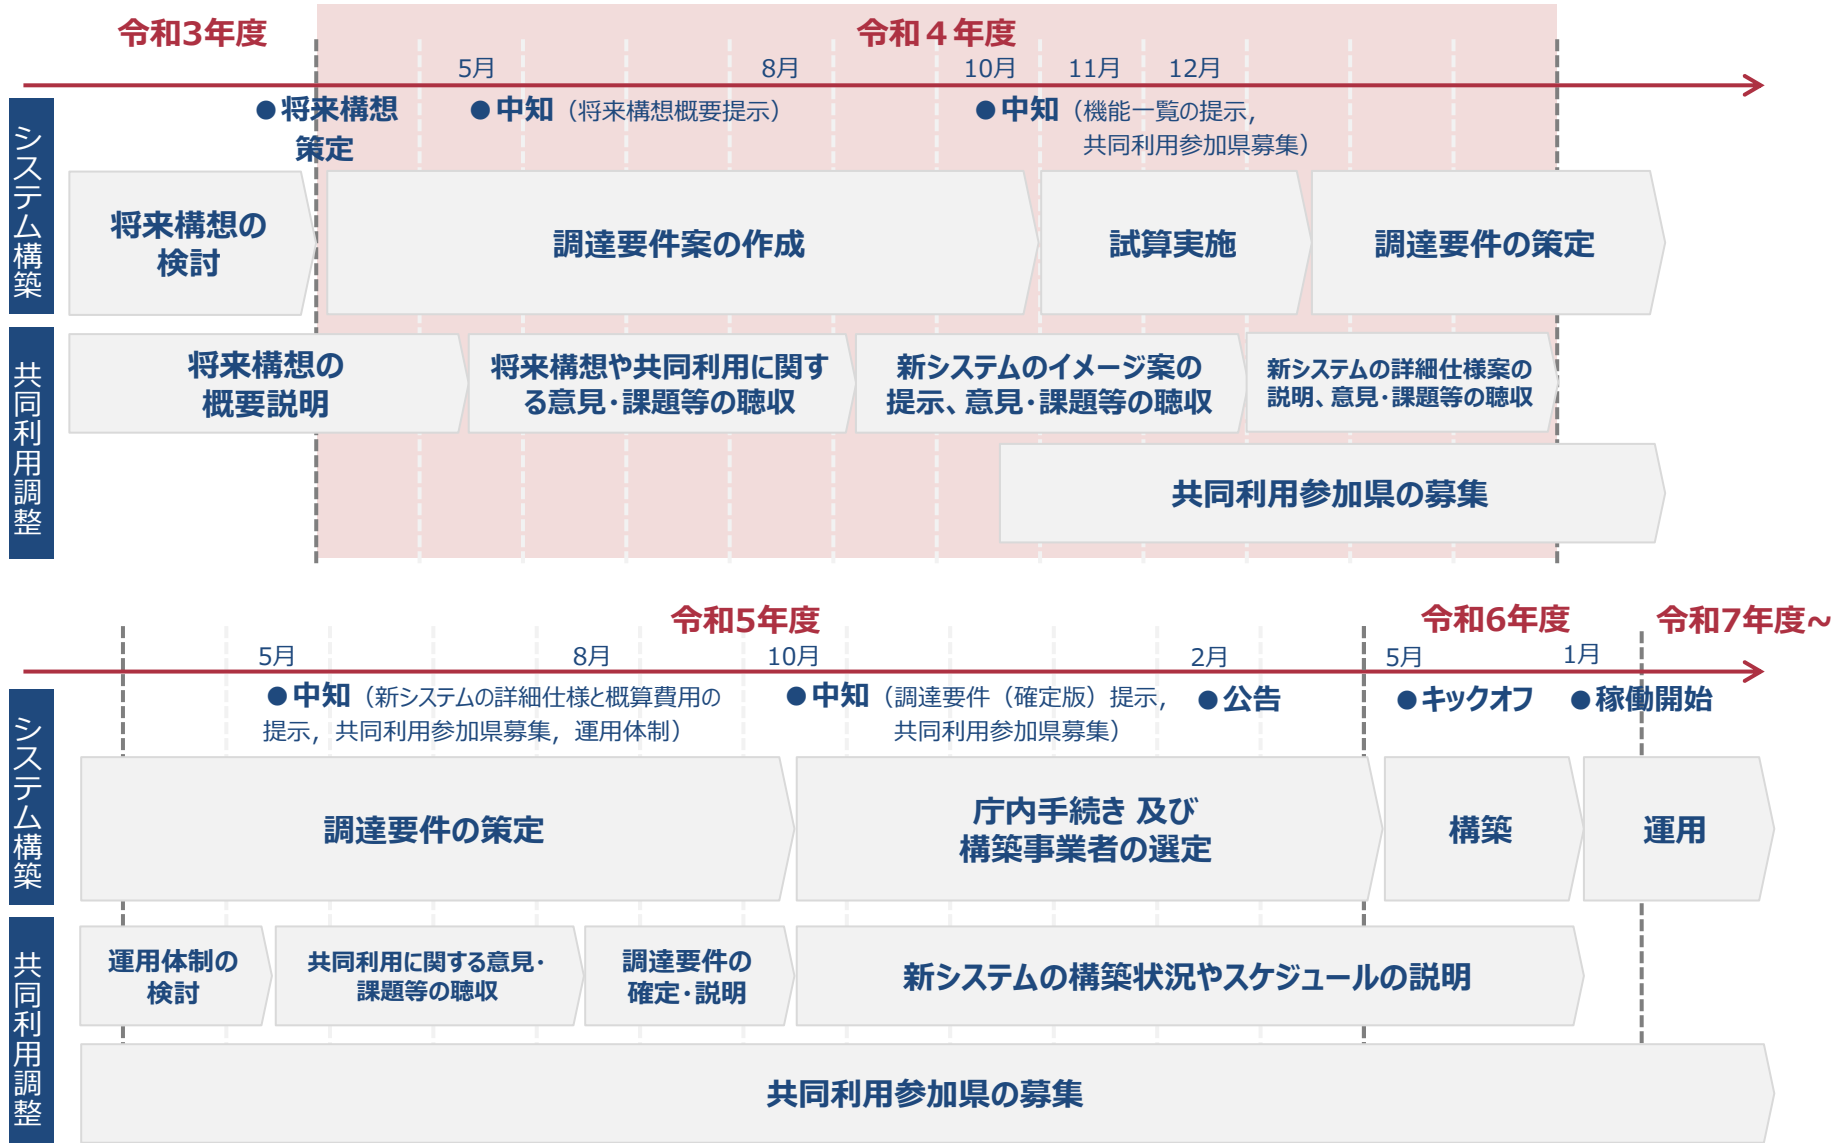 令和3年度
令和４年度
5月
8月
10月
11月
12月
システム構築
●将来構想
策定
●中知（将来構想概要提示）
●中知（機能一覧の提示,
共同利用参加県募集）
将来構想の
検討
調達要件案の作成
試算実施
調達要件の策定
共同利用調整
将来構想の
概要説明
将来構想や共同利用に関す
る意見・課題等の聴収
新システムのイメージ案の
提示、意見・課題等の聴収
新システムの詳細仕様案の
説明、意見・課題等の聴収
共同利用参加県の募集
令和5年度
令和6年度
令和7年度~
5月
8月
10月
2月
5月
1月
システム構築
●中知（新システムの詳細仕様と概算費用の
提示, 共同利用参加県募集, 運用体制）
●中知（調達要件（確定版）提示,
共同利用参加県募集）
●公告
●キックオフ
●稼働開始
調達要件の策定
庁内手続き 及び
構築事業者の選定
構築
運用
共同利用調整
運用体制の
検討
共同利用に関する意見・
課題等の聴収
調達要件の
確定・説明
新システムの構築状況やスケジュールの説明
共同利用参加県の募集